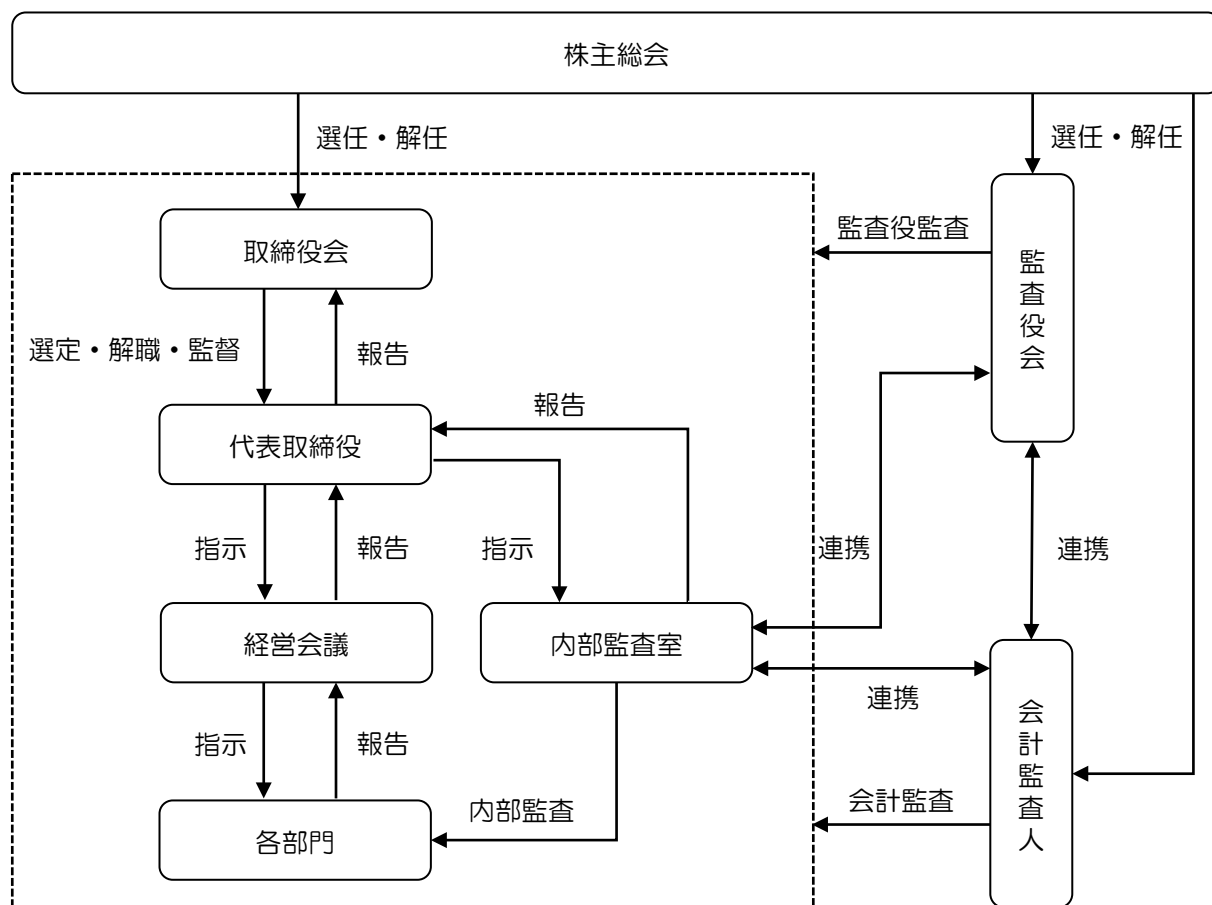 株主総会
選任・解任
選任・解任
取締役会
監査役監査
監査役会
選定・解職・監督
報告
報告
代表取締役
指示
報告
指示
連携
連携
経営会議
内部監査室
連携
指示
報告
会計監査人
内部監査
会計監査
各部門